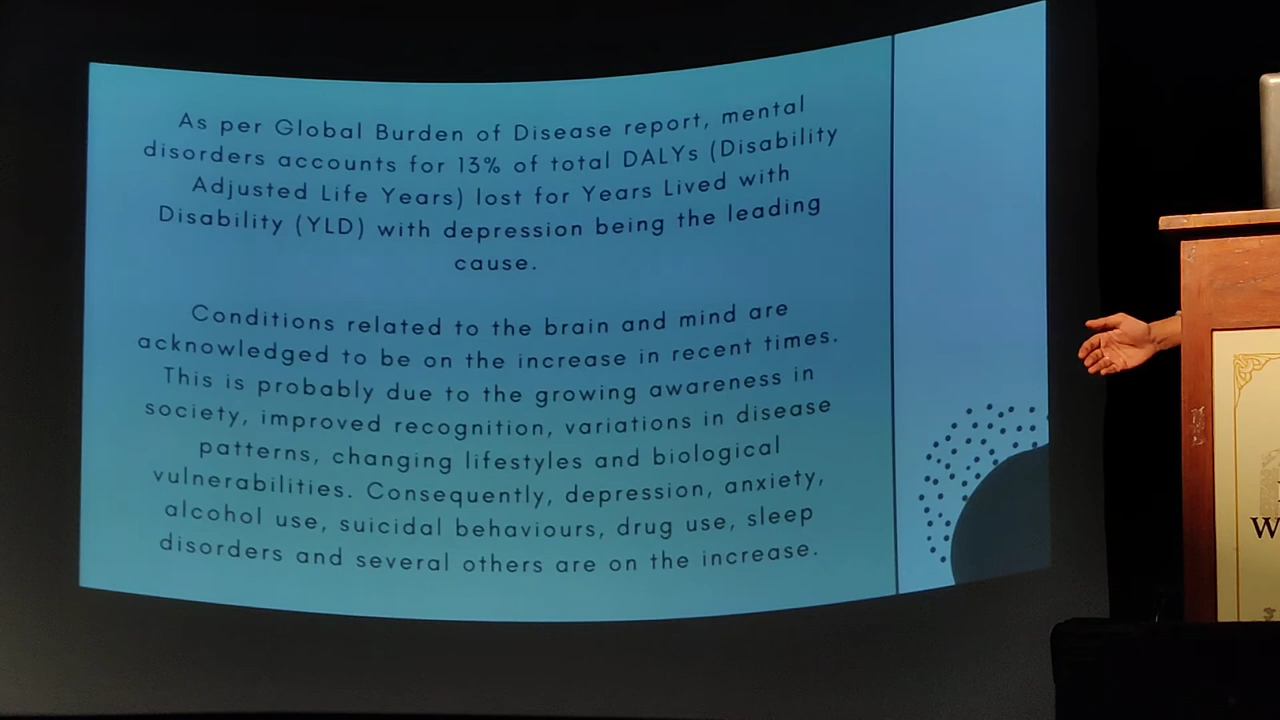 As per Global Burden of Disease report, mental
disorders accounts for 13% of total DALYs (Disability
Adjusted Life Years) lost for Years Lived with
Disability (YLD) with depression being the leading
cause.
Conditions related to the brain and mind are
acknowledged to be on the increase in recent times.
This is probably due to the growing awareness in
society, improved recognition, variations in disease
patterns, changing lifestyles and biological
vulnerabilities. Consequently, depression, anxiety,
alcohol use, suicidal behaviours, drug use, sleep
disorders and several others are on the increase.